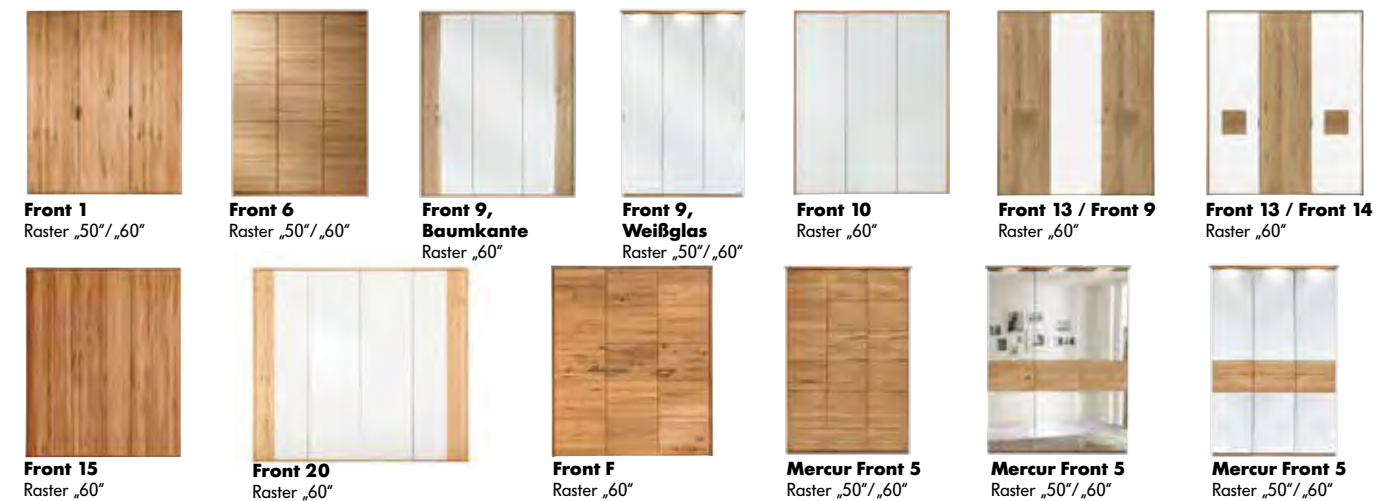 Front 1
Raster „50“/„60“
Front 6
Raster „50“/„60“
Front 9,
Baumkante
Raster „60“
Front 9,
Weißglas
Raster „50“/„60“
Front 10
Raster „60“
Front 13 / Front 9
Raster „60“
Front 13 / Front 14
Raster „60“
Front 15
Raster „60“
Front 20
Raster „60“
Front F
Raster „60“
Mercur Front 5
Raster „50“/„60“
Mercur Front 5
Raster „50“/„60“
Mercur Front 5
Raster „50“/„60“